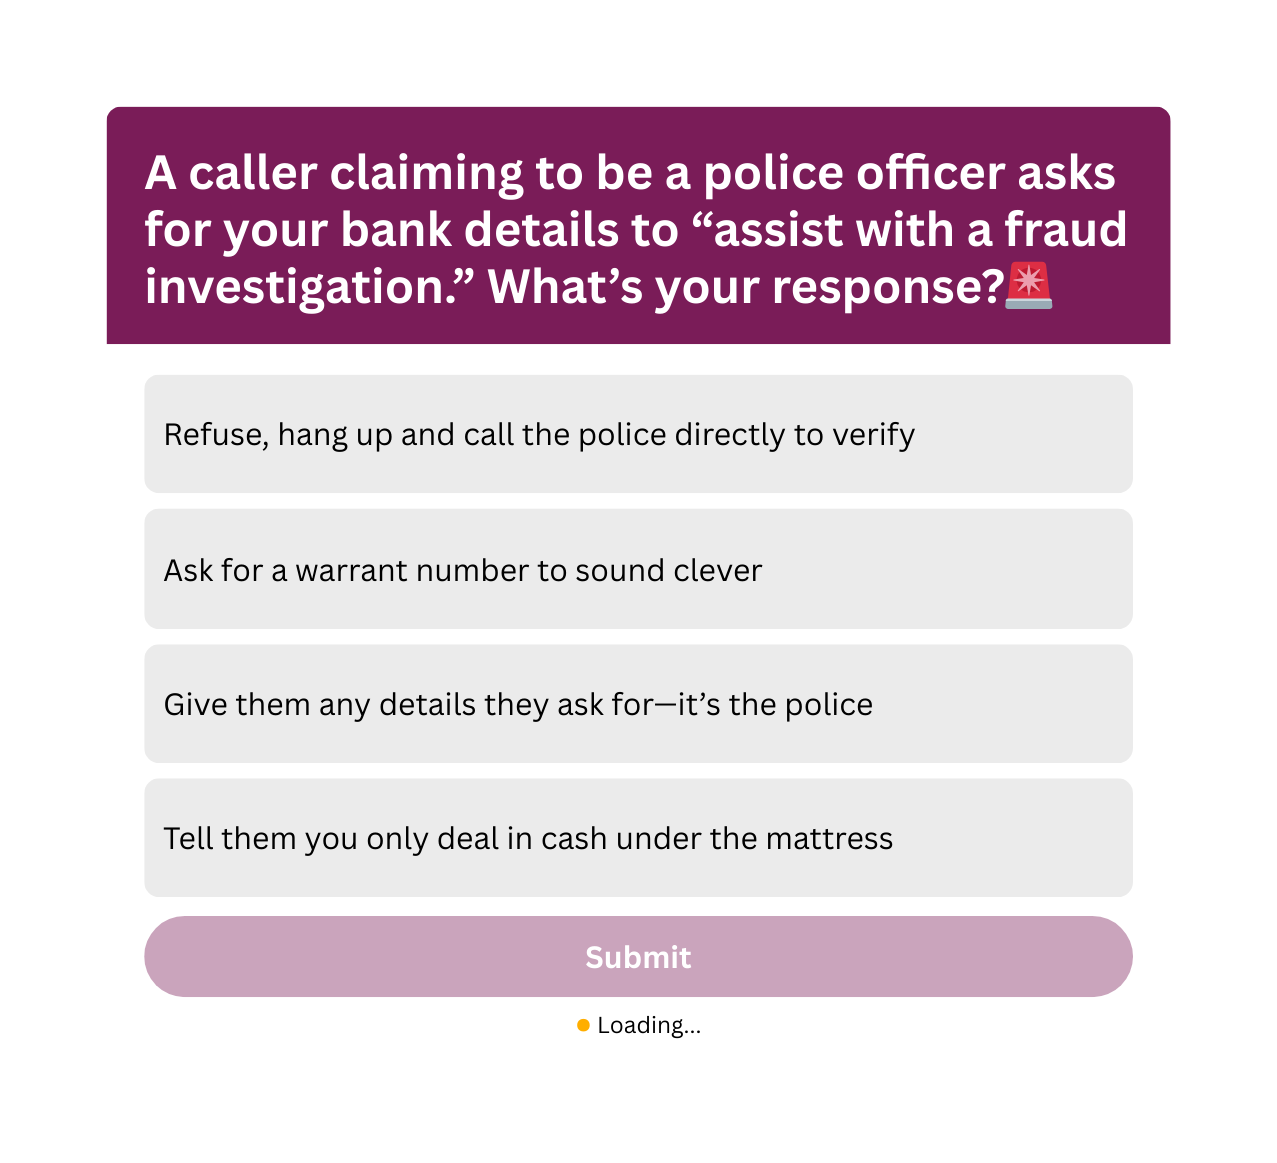 A caller claiming to be a police officer asks
for your bank details to “assist with a fraud
investigation.” What’s your response?🚨
Refuse, hang up and call the police directly to verify
Ask for a warrant number to sound clever
Give them any details they ask for—it’s the police
Tell them you only deal in cash under the mattress
Submit
Loading...